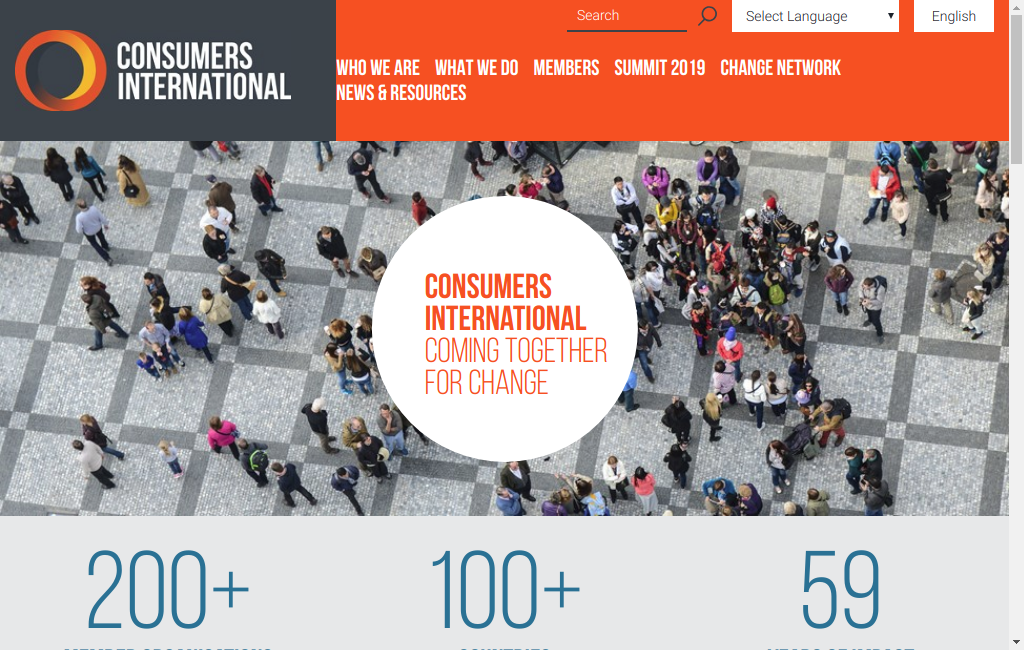 CONSUMERS
INTERNATIONAL
Search
Select Language
English
WHO WE ARE WHAT WE DO MEMBERS SUMMIT 2019 CHANGE NETWORK
NEWS & RESOURCES
CONSUMERS
INTERNATIONAL
COMING TOGETHER
FOR CHANGE
200+ 100+ 59